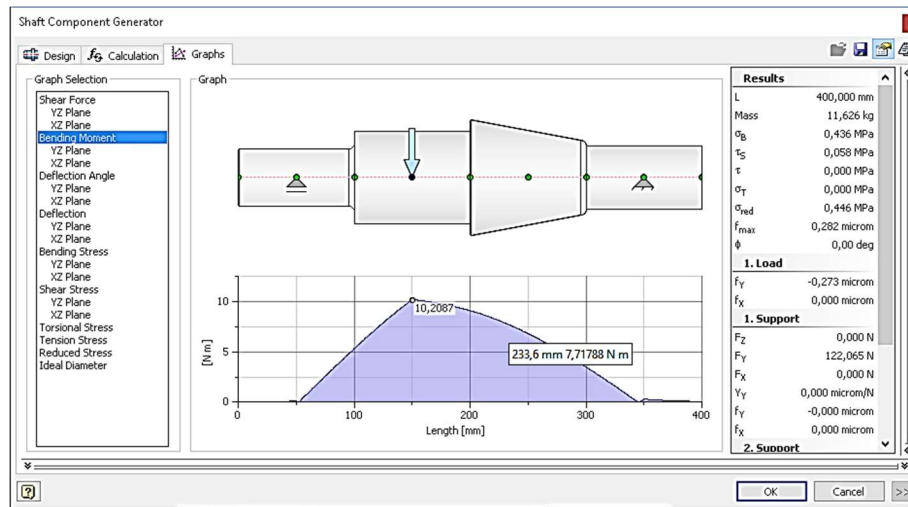 Shaft Component Generator
Design
Calculation
Graphs
Graph Selection
Shear Force
YZ Plane
XZ Plane
Bending Moment
YZ Plane
XZ Plane
Deflection Angle
YZ Plane
XZ Plane
Deflection
YZ Plane
XZ Plane
Bending Stress
YZ Plane
XZ Plane
Shear Stress
YZ Plane
XZ Plane
Torsional Stress
Tension Stress
Reduced Stress
Ideal Diameter
Graph
10,2087
233,6 mm 7,71788 N m
10
5
0
[N m]
0 100 200 300 400
Length [mm]
Results
L 400,000 mm
Mass 11,626 kg
σB 0,436 MPa
τS 0,058 MPa
τ 0,000 MPa
σT 0,000 MPa
σred 0,446 MPa
fmax 0,282 microm
ϕ 0,00 deg
1. Load
fY -0,273 microm
fX 0,000 microm
1. Support
FZ 0,000 N
FY 122,065 N
FX 0,000 N
YY 0,000 microm/N
fY -0,000 microm
fX 0,000 microm
2. Support
?
OK
Cancel
>>